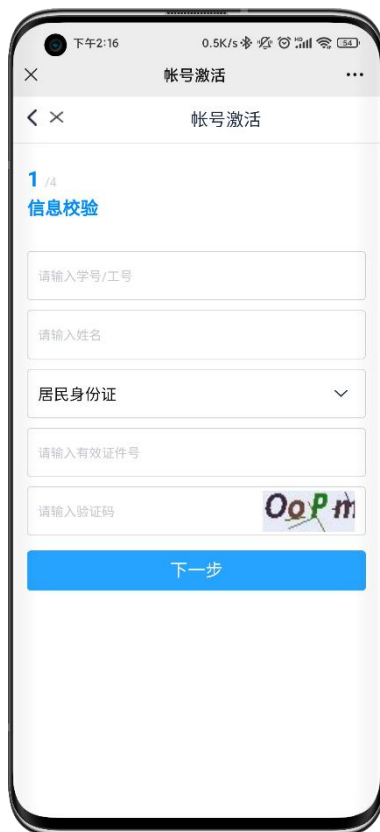 下午2:16 0.5K/s 54
帐号激活
帐号激活
1 /4
信息校验
请输入学号/工号
请输入姓名
居民身份证
请输入有效证件号
请输入验证码 OoPm
下一步